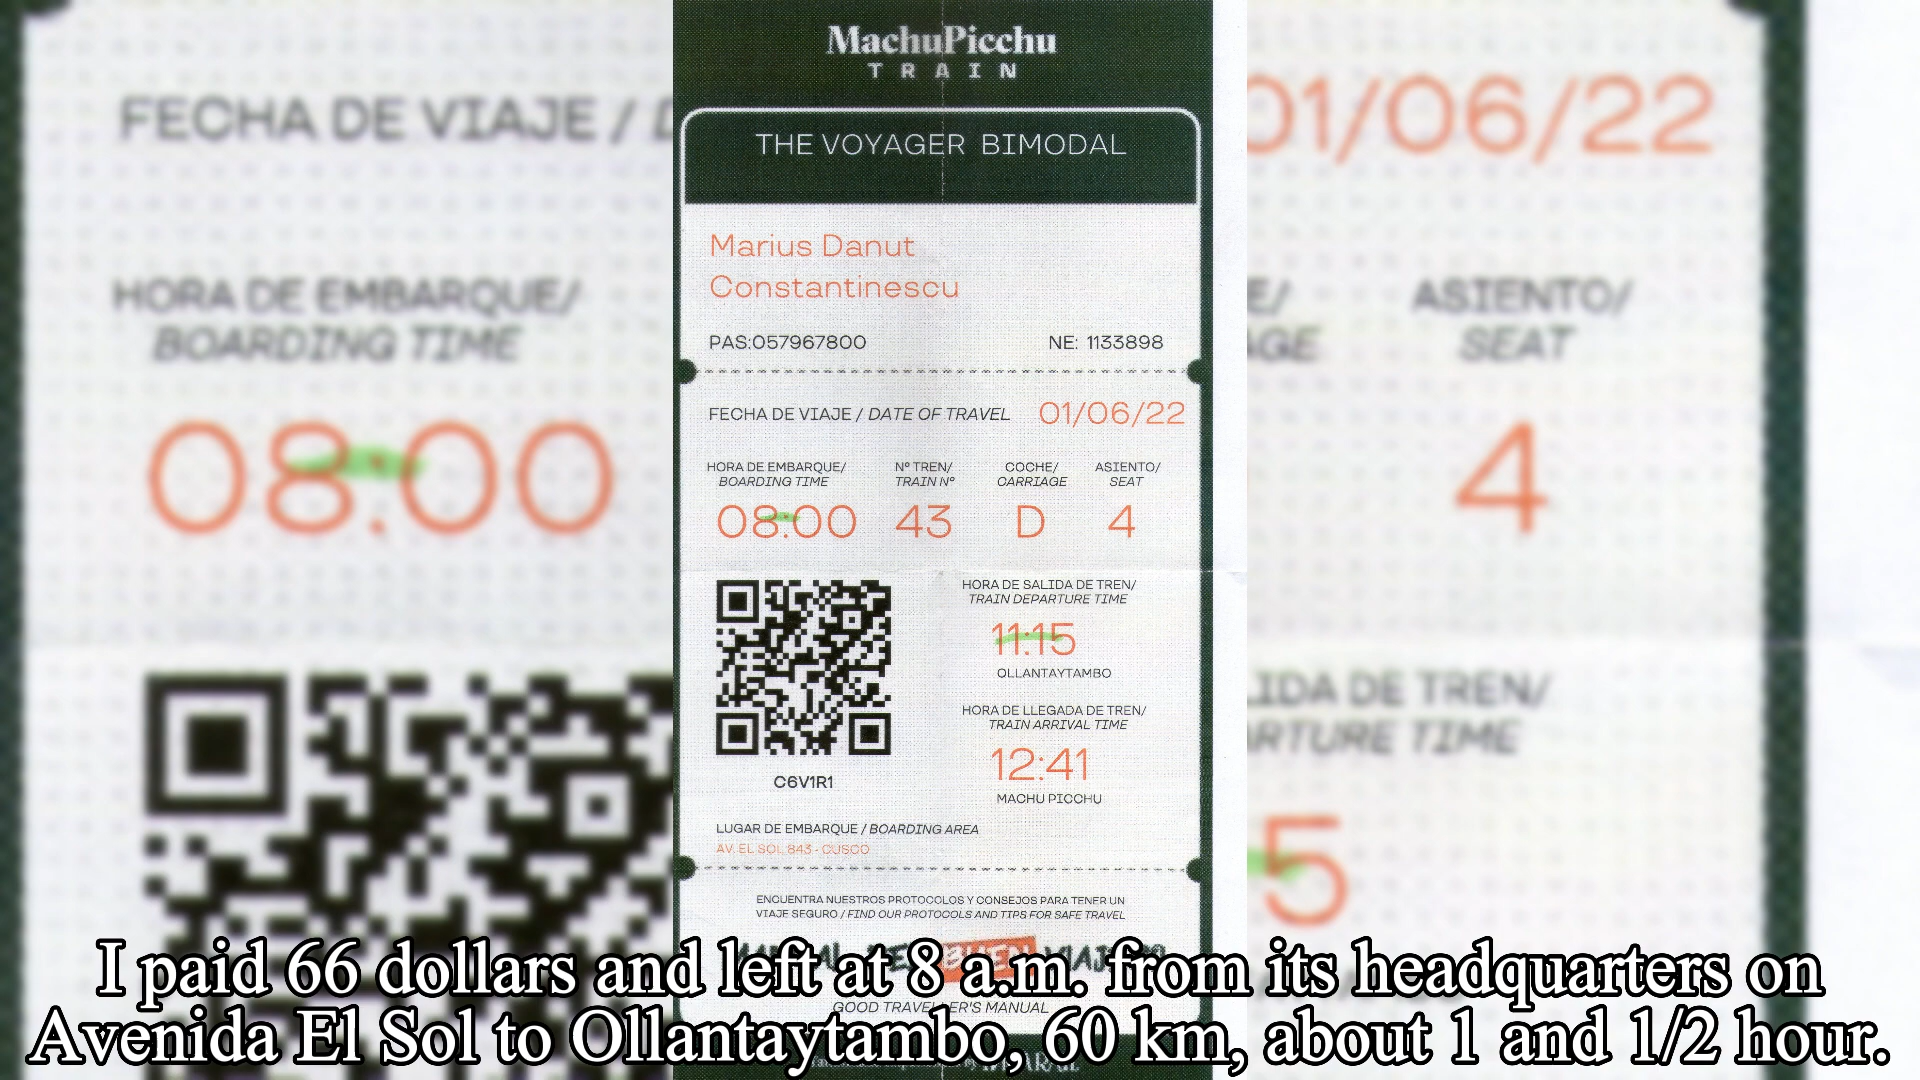 MachuPicchu
TRAIN
THE VOYAGER BIMODAL
Marius Danut
Constantinescu
PAS:057967800 NE: 1133898
FECHA DE VIAJE / DATE OF TRAVEL 01/06/22
HORA DE EMBARQUE/ Nº TREN/ COCHE/ ASIENTO/
BOARDING TIME TRAIN Nº CARRIAGE SEAT
08:00 43 D 4
HORA DE SALIDA DE TREN/
TRAIN DEPARTURE TIME
11:15
OLLANTAYTAMBO
HORA DE LLEGADA DE TREN/
TRAIN ARRIVAL TIME
12:41
MACHU PICCHU
C6V1R1
LUGAR DE EMBARQUE / BOARDING AREA
AV. EL SOL 843 - CUSCO
ENCUENTRA NUESTROS PROTOCOLOS Y CONSEJOS PARA TENER UN
VIAJE SEGURO / FIND OUR PROTOCOLS AND TIPS FOR SAFE TRAVEL
GOOD TRAVELLER'S MANUAL
I paid 66 dollars and left at 8 a.m. from its headquarters on
Avenida El Sol to Ollantaytambo, 60 km, about 1 and 1/2 hour.
FECHA DE VIAJE /
01/06/22
HORA DE EMBARQUE/
BOARDING TIME
08:00
ASIENTO/
SEAT
4